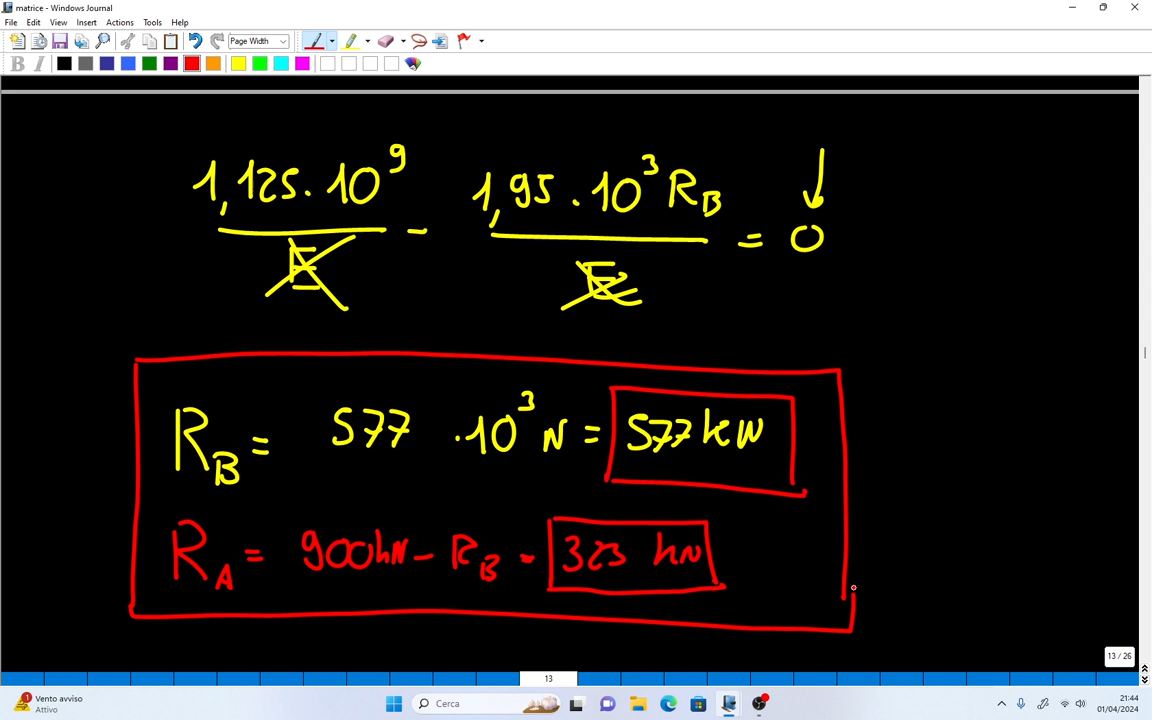 matrice - Windows Journal
File Edit View Insert Actions Tools Help
Page Width
B I
1,125 · 10⁹ / E - 1,95 · 10³ R_B / E = 0
R_B = 577 · 10³ N = 577 kN
R_A = 900 kN - R_B = 323 kN
13 / 26
13
1
Vento avviso
Attivo
Cerca
21:44
01/04/2024